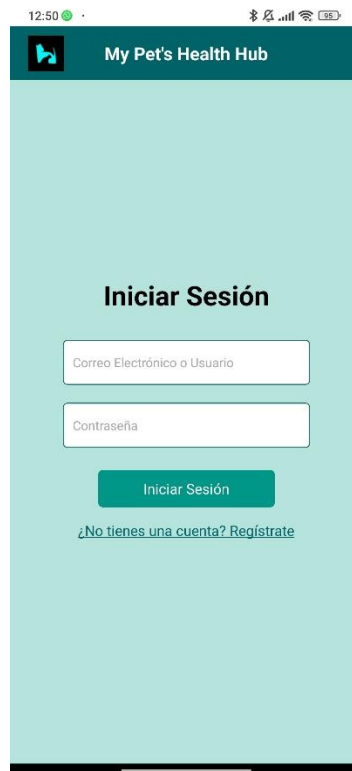 12:50
95
My Pet's Health Hub
Iniciar Sesión
Correo Electrónico o Usuario
Contraseña
Iniciar Sesión
¿No tienes una cuenta? Regístrate